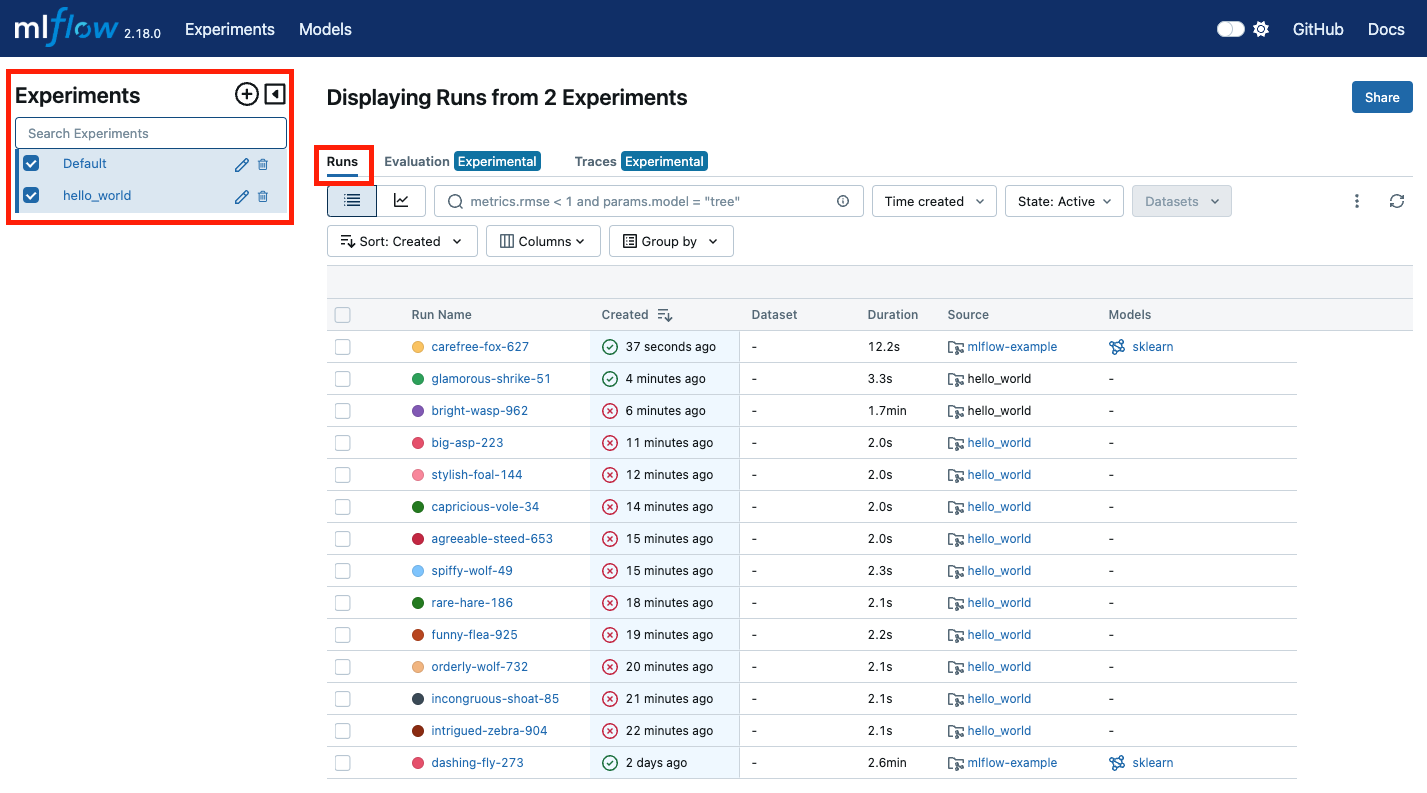 mlflow 2.18.0 Experiments Models GitHub Docs
Experiments
Search Experiments
Default
hello_world
Displaying Runs from 2 Experiments
Share
Runs Evaluation Experimental Traces Experimental
metrics.rmse < 1 and params.model = "tree" Time created State: Active Datasets
Sort: Created Columns Group by
Run Name Created Dataset Duration Source Models
carefree-fox-627 37 seconds ago - 12.2s mlflow-example sklearn
glamorous-shrike-51 4 minutes ago - 3.3s hello_world -
bright-wasp-962 6 minutes ago - 1.7min hello_world -
big-asp-223 11 minutes ago - 2.0s hello_world -
stylish-foal-144 12 minutes ago - 2.0s hello_world -
capricious-vole-34 14 minutes ago - 2.0s hello_world -
agreeable-steed-653 15 minutes ago - 2.0s hello_world -
spiffy-wolf-49 15 minutes ago - 2.3s hello_world -
rare-hare-186 18 minutes ago - 2.1s hello_world -
funny-flea-925 19 minutes ago - 2.2s hello_world -
orderly-wolf-732 20 minutes ago - 2.1s hello_world -
incongruous-shoat-85 21 minutes ago - 2.1s hello_world -
intrigued-zebra-904 22 minutes ago - 2.1s hello_world -
dashing-fly-273 2 days ago - 2.6min mlflow-example sklearn